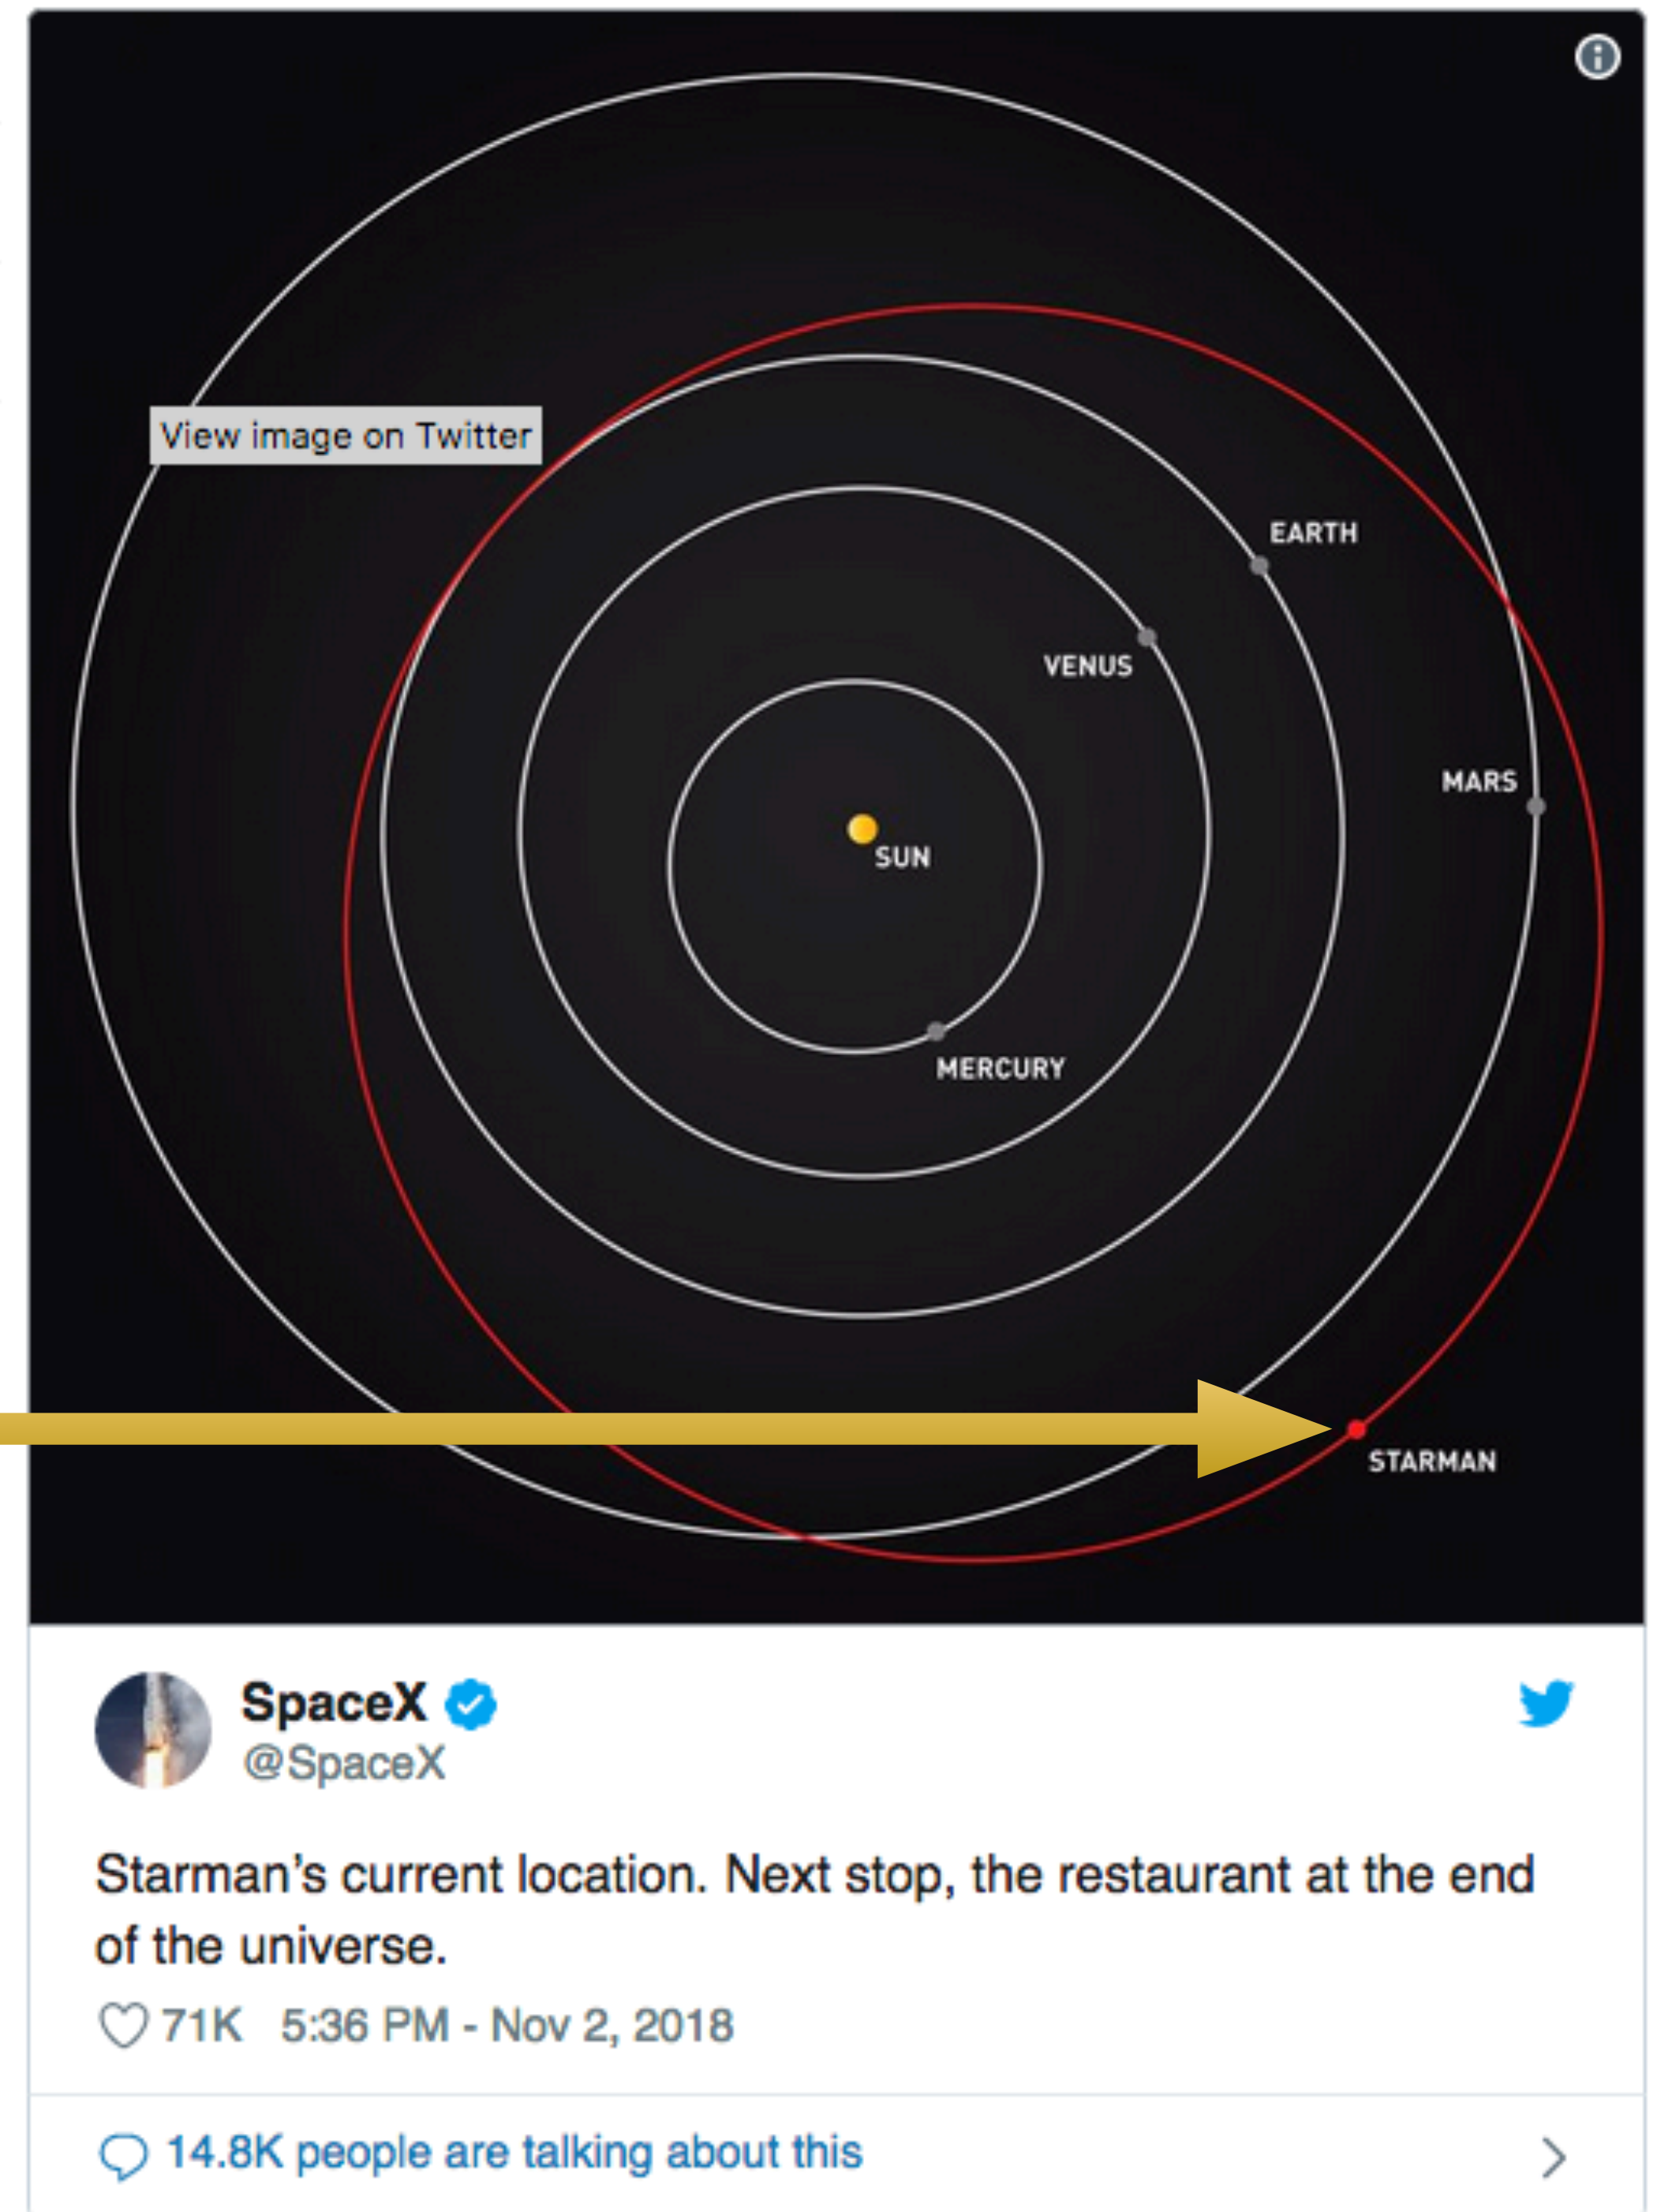 View image on Twitter
EARTH
VENUS
MARS
SUN
MERCURY
STARMAN
SpaceX
@SpaceX
Starman’s current location. Next stop, the restaurant at the end
of the universe.
71K 5:36 PM - Nov 2, 2018
14.8K people are talking about this